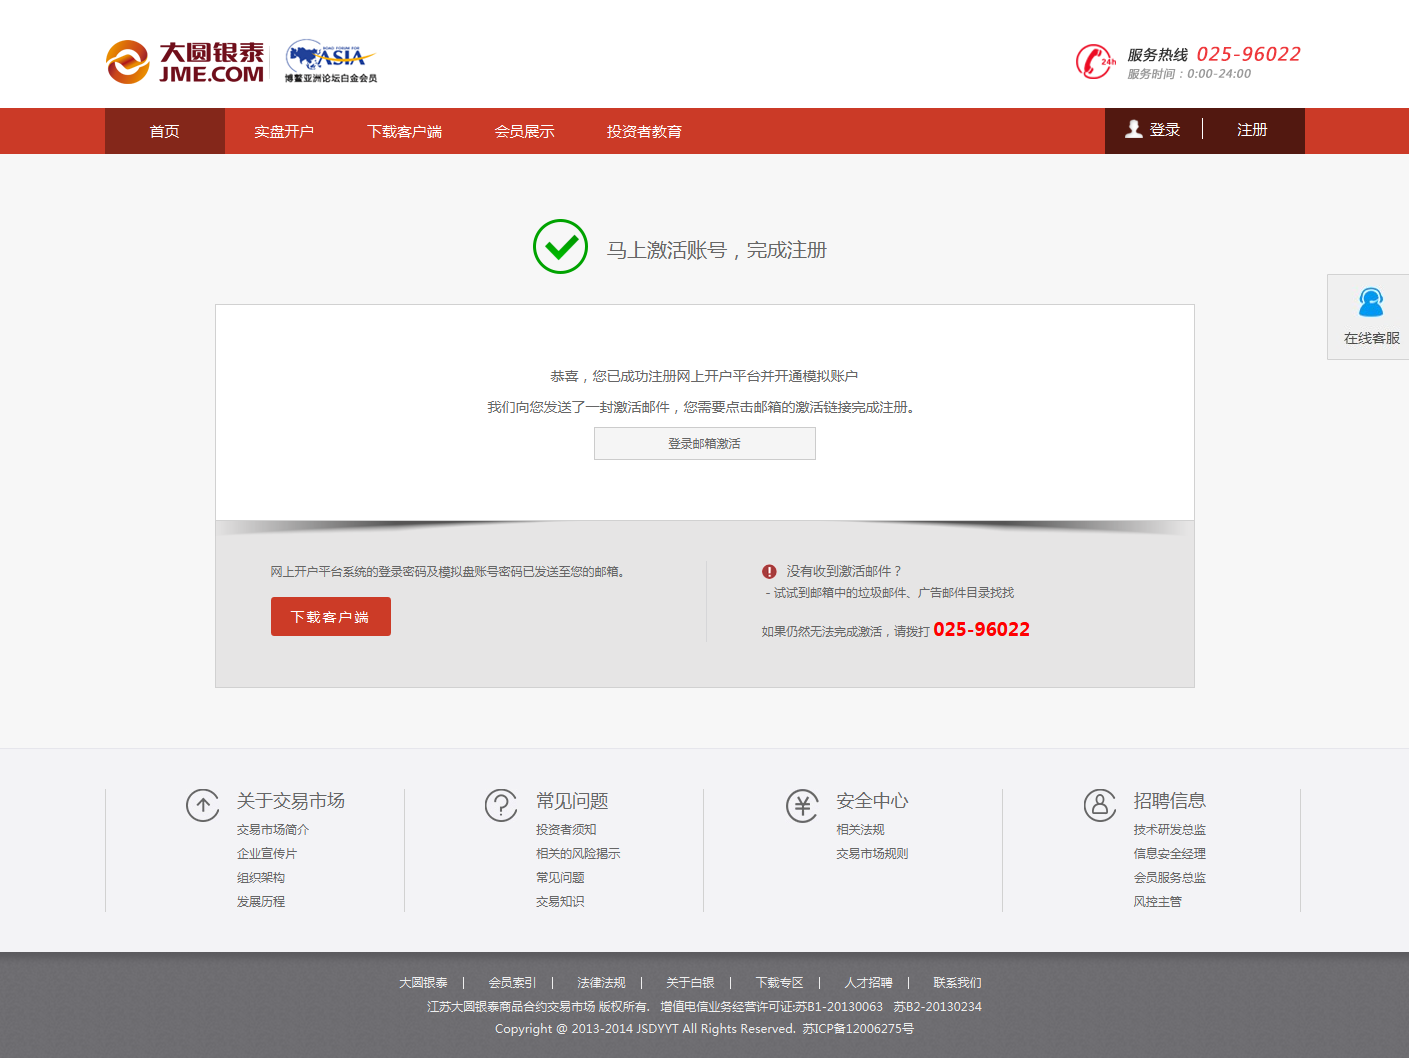 大圆银泰
JME.COM
BOAO FORUM FOR
ASIA
博鳌亚洲论坛白金会员
24h
服务热线 025-96022
服务时间：0:00-24:00
首页 实盘开户 下载客户端 会员展示 投资者教育 登录 注册
马上激活账号，完成注册
在线客服
恭喜，您已成功注册网上开户平台并开通模拟账户
我们向您发送了一封激活邮件，您需要点击邮箱的激活链接完成注册。
登录邮箱激活
网上开户平台系统的登录密码及模拟盘账号密码已发送至您的邮箱。
下载客户端
没有收到激活邮件？
- 试试到邮箱中的垃圾邮件、广告邮件目录找找
如果仍然无法完成激活，请拨打 025-96022
关于交易市场
交易市场简介
企业宣传片
组织架构
发展历程
常见问题
投资者须知
相关的风险揭示
常见问题
交易知识
安全中心
相关法规
交易市场规则
招聘信息
技术研发总监
信息安全经理
会员服务总监
风控主管
大圆银泰 | 会员索引 | 法律法规 | 关于白银 | 下载专区 | 人才招聘 | 联系我们
江苏大圆银泰商品合约交易市场 版权所有. 增值电信业务经营许可证:苏B1-20130063 苏B2-20130234
Copyright @ 2013-2014 JSDYYT All Rights Reserved. 苏ICP备12006275号